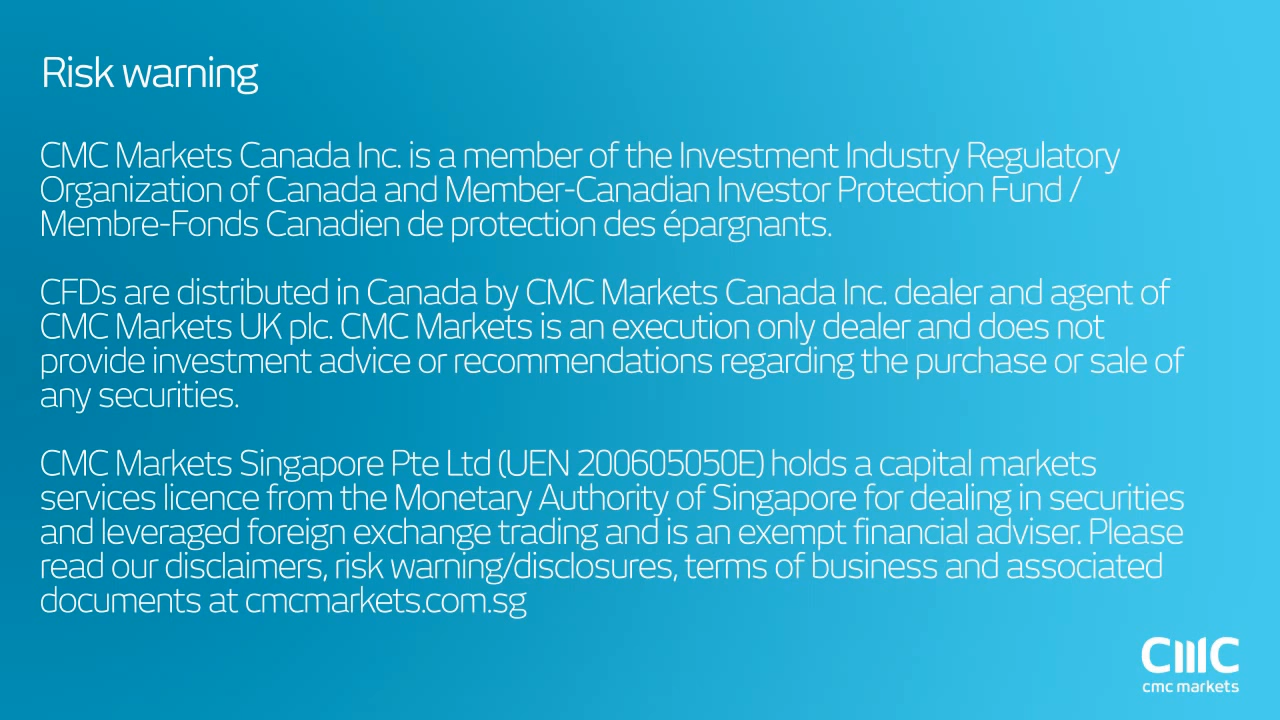 Risk warning
CMC Markets Canada Inc. is a member of the Investment Industry Regulatory
Organization of Canada and Member-Canadian Investor Protection Fund /
Membre-Fonds Canadien de protection des épargnants.
CFDs are distributed in Canada by CMC Markets Canada Inc. dealer and agent of
CMC Markets UK plc. CMC Markets is an execution only dealer and does not
provide investment advice or recommendations regarding the purchase or sale of
any securities.
CMC Markets Singapore Pte Ltd (UEN 200605050E) holds a capital markets
services licence from the Monetary Authority of Singapore for dealing in securities
and leveraged foreign exchange trading and is an exempt financial adviser. Please
read our disclaimers, risk warning/disclosures, terms of business and associated
documents at cmcmarkets.com.sg
CMC
cmc markets